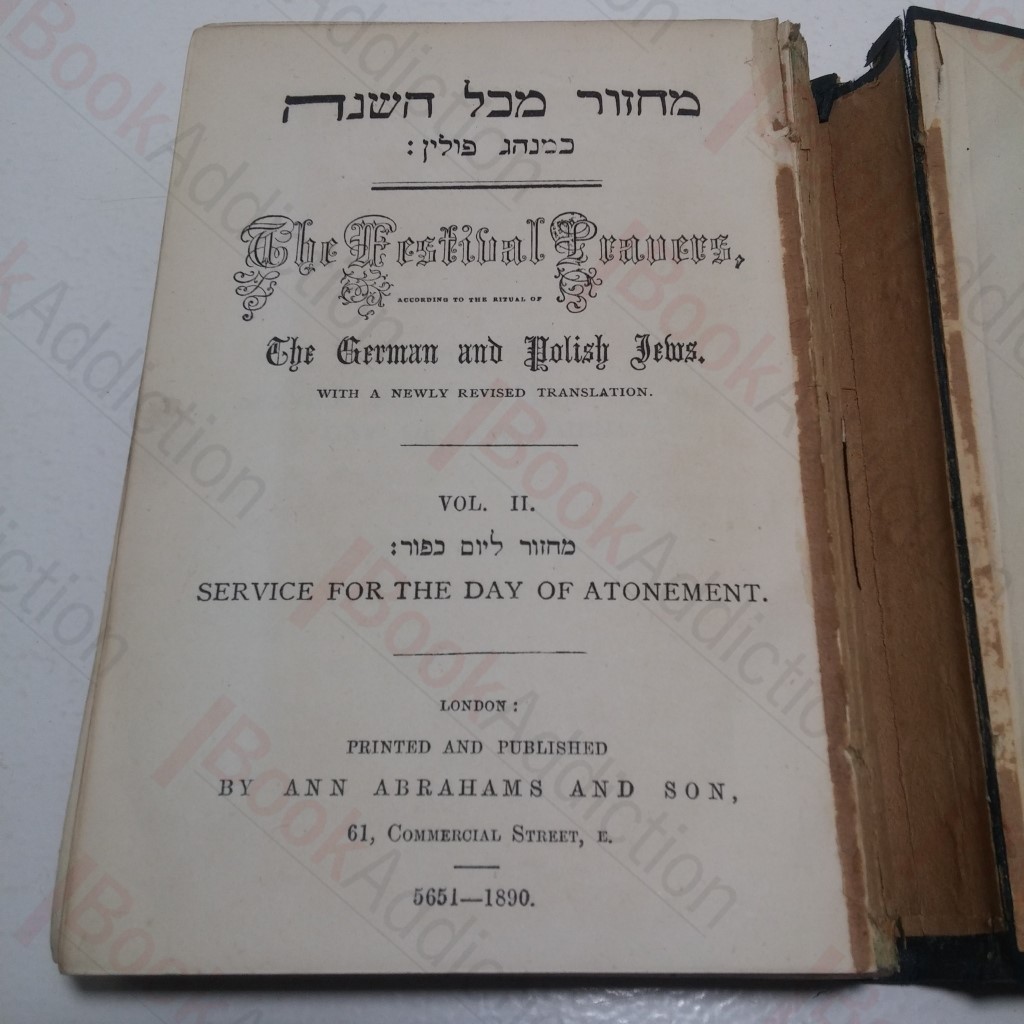 מחזור מכל השנה
כמנהג פולין:
The Festival Prayers,
ACCORDING TO THE RITUAL OF
The German and Polish Jews.
WITH A NEWLY REVISED TRANSLATION.
VOL. II.
מחזור ליום כפור:
SERVICE FOR THE DAY OF ATONEMENT.
LONDON:
PRINTED AND PUBLISHED
BY ANN ABRAHAMS AND SON,
61, COMMERCIAL STREET, E.
5651—1890.
BookAddiction